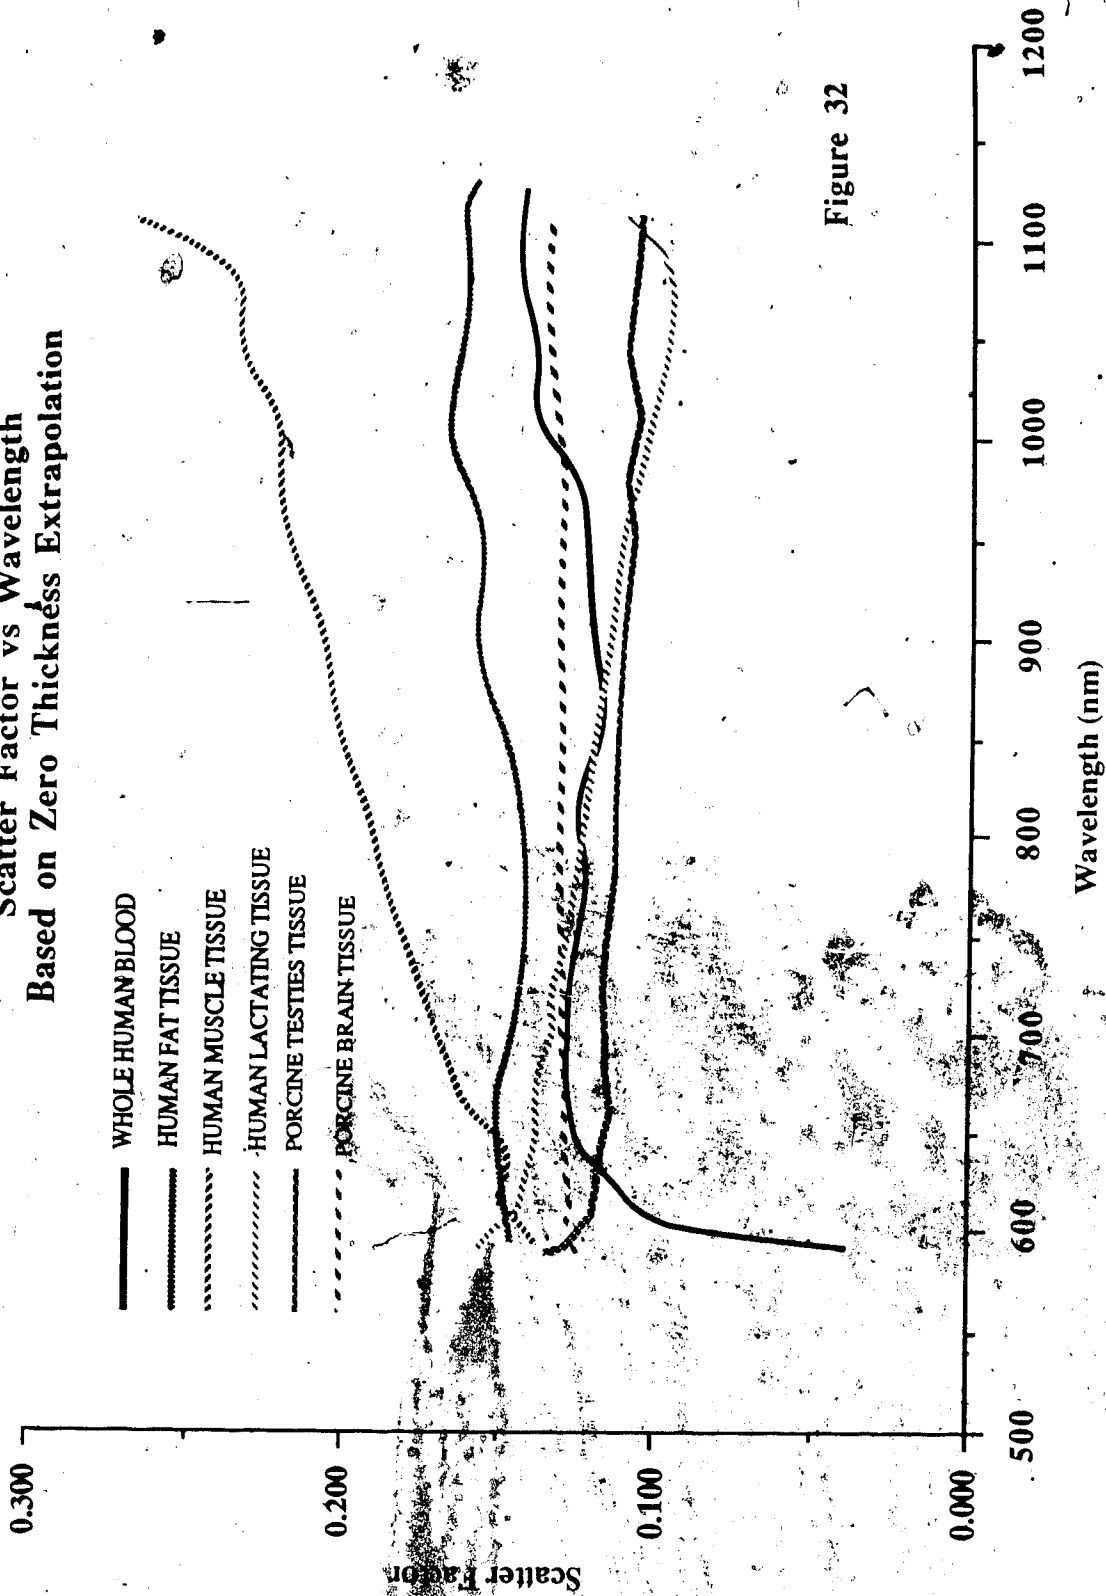 Scatter Factor vs Wavelength
Based on Zero Thickness Extrapolation
WHOLE HUMAN BLOOD
HUMAN FAT TISSUE
HUMAN MUSCLE TISSUE
HUMAN LACTATING TISSUE
PORCINE TESTIES TISSUE
PORCINE BRAIN TISSUE
Scatter Factor
0.300
0.200
0.100
0.000
500
600
700
800
900
1000
1100
1200
Wavelength (nm)
Figure 32